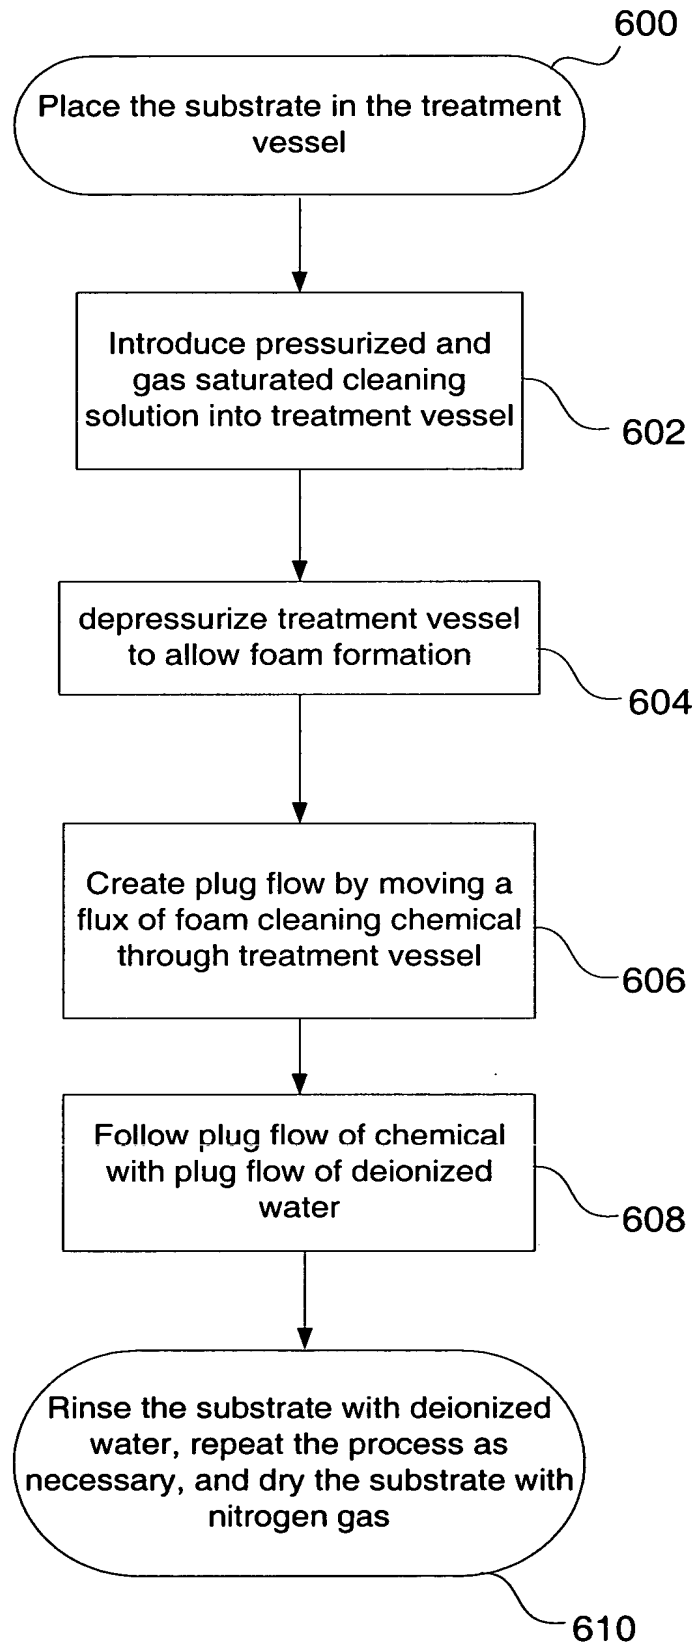 600
Place the substrate in the treatment
vessel
Introduce pressurized and
gas saturated cleaning
solution into treatment vessel
602
depressurize treatment vessel
to allow foam formation
604
Create plug flow by moving a
flux of foam cleaning chemical
through treatment vessel
606
Follow plug flow of chemical
with plug flow of deionized
water
608
Rinse the substrate with deionized
water, repeat the process as
necessary, and dry the substrate with
nitrogen gas
610